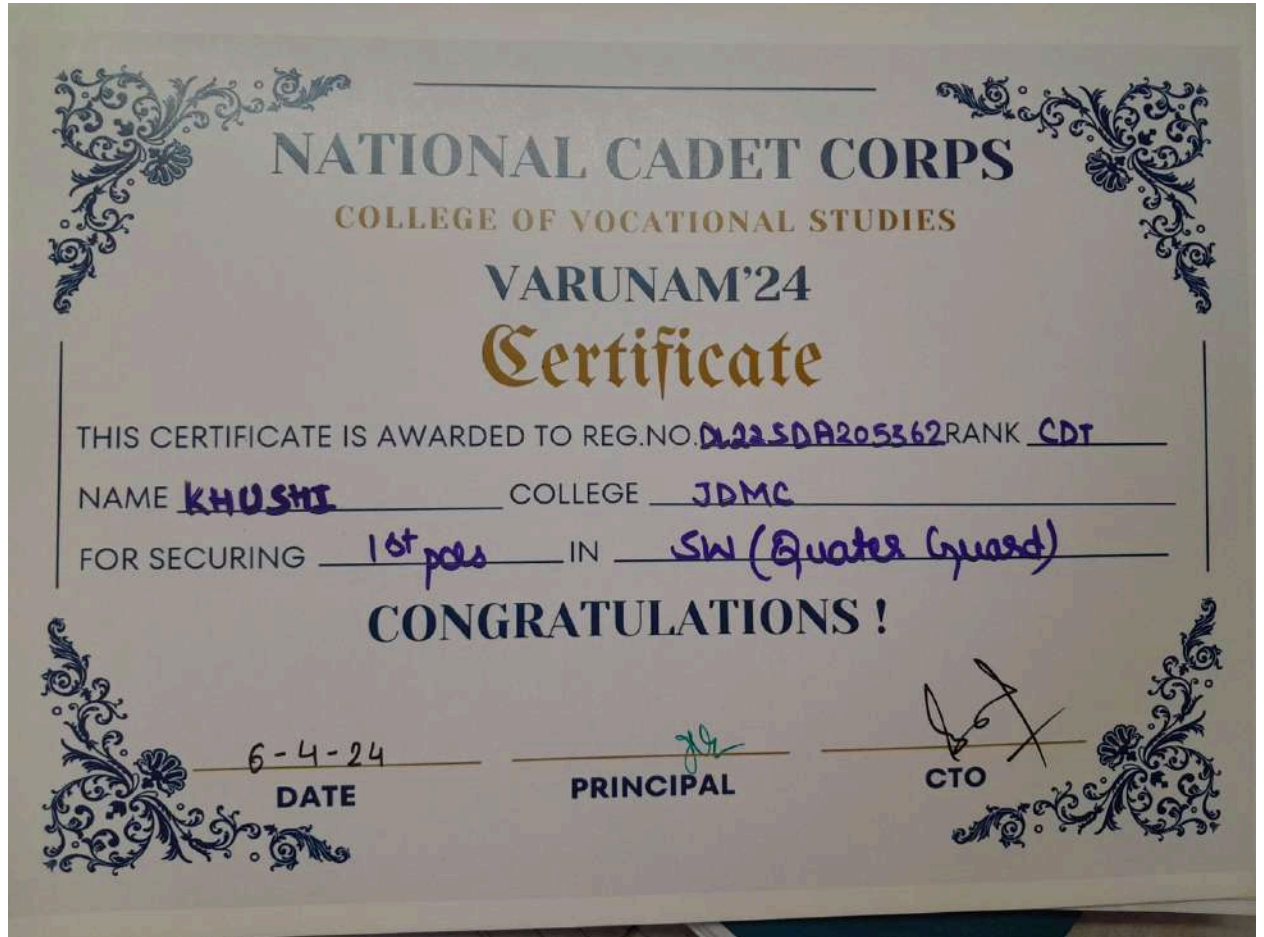 NATIONAL CADET CORPS
COLLEGE OF VOCATIONAL STUDIES
VARUNAM'24
Certificate
THIS CERTIFICATE IS AWARDED TO REG.NO. DL22SDA205362 RANK CDT
NAME KHUSHI COLLEGE JDMC
FOR SECURING 1st pos IN SW (Quater Guard)
CONGRATULATIONS !
6-4-24
DATE PRINCIPAL CTO